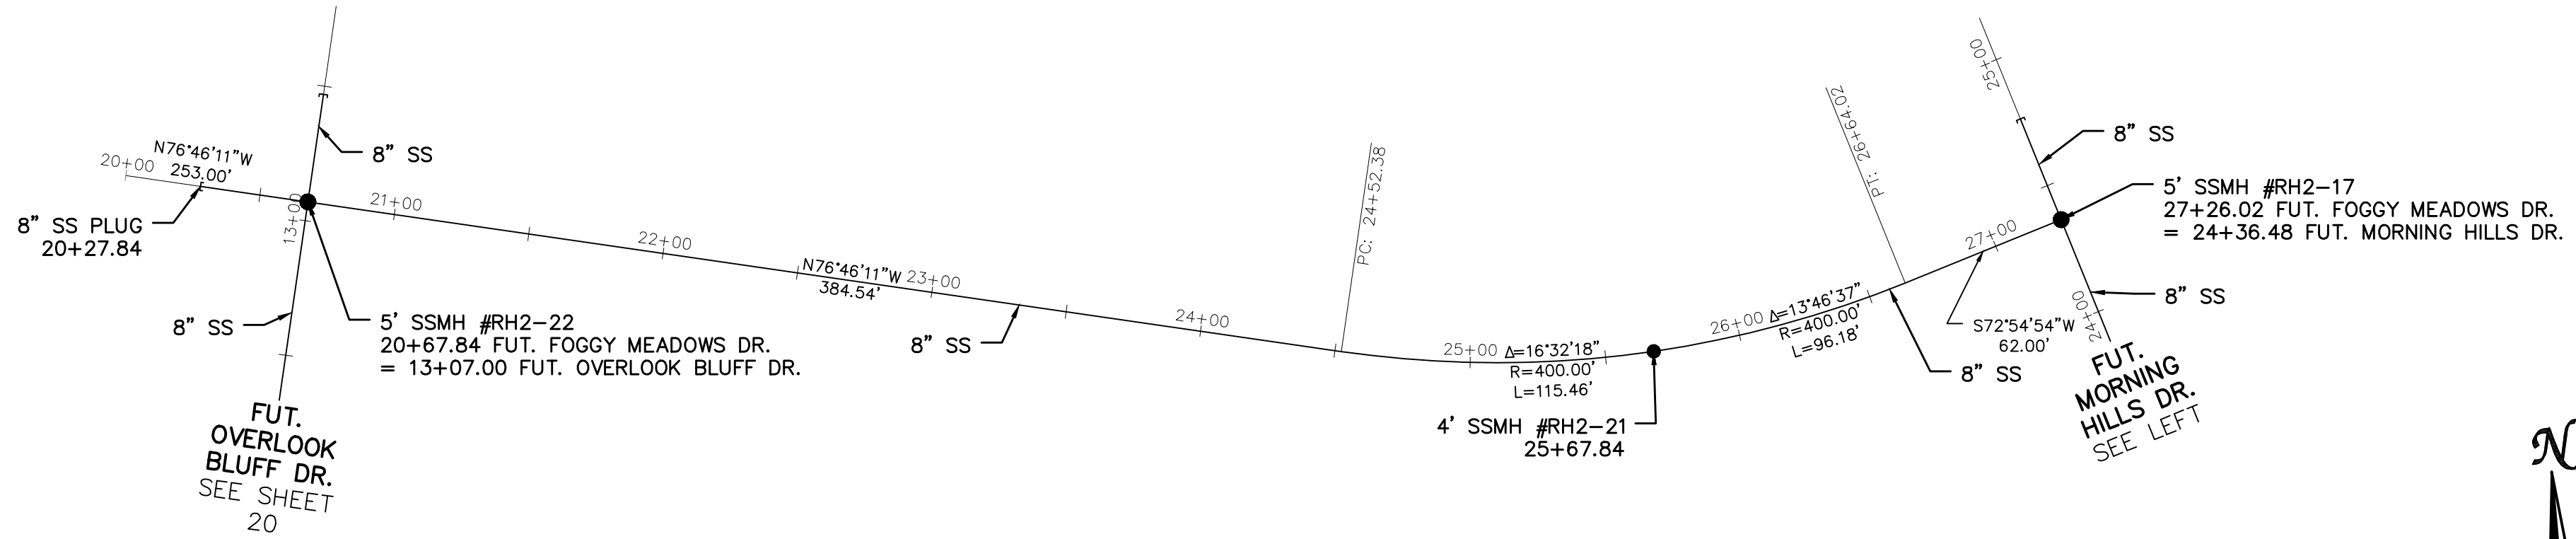 20+00
N76°46'11"W
253.00'
8" SS PLUG
20+27.84
8" SS
13+00
8" SS
FUT.
OVERLOOK
BLUFF DR.
SEE SHEET
20
5' SSMH #RH2-22
20+67.84 FUT. FOGGY MEADOWS DR.
= 13+07.00 FUT. OVERLOOK BLUFF DR.
21+00
22+00
N76°46'11"W
384.54'
23+00
8" SS
24+00
PC: 24+52.38
25+00
Δ=16°32'18"
R=400.00'
L=115.46'
4' SSMH #RH2-21
25+67.84
26+00
Δ=13°46'37"
R=400.00'
L=96.18'
PT: 26+64.02
8" SS
27+00
S72°54'54"W
62.00'
25+00
8" SS
5' SSMH #RH2-17
27+26.02 FUT. FOGGY MEADOWS DR.
= 24+36.48 FUT. MORNING HILLS DR.
8" SS
24+00
FUT.
MORNING
HILLS DR.
SEE LEFT
N